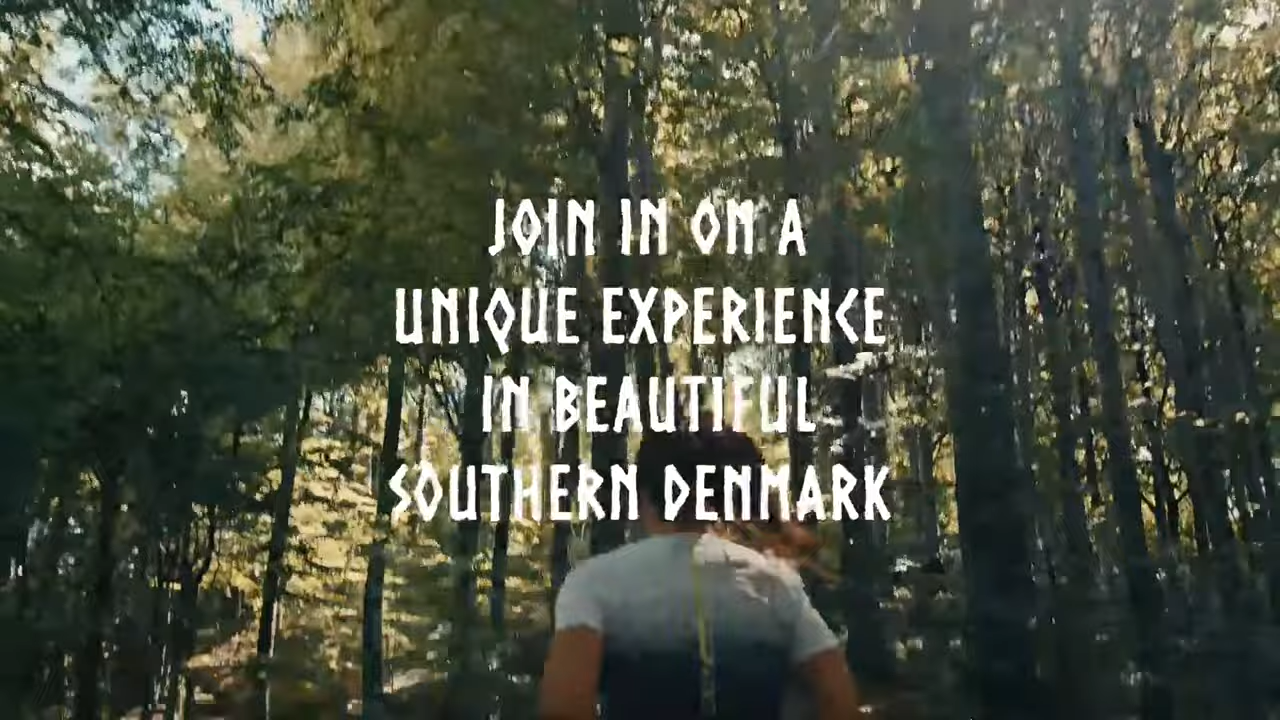 JOIN IN ON A
UNIQUE EXPERIENCE
IN BEAUTIFUL
SOUTHERN DENMARK